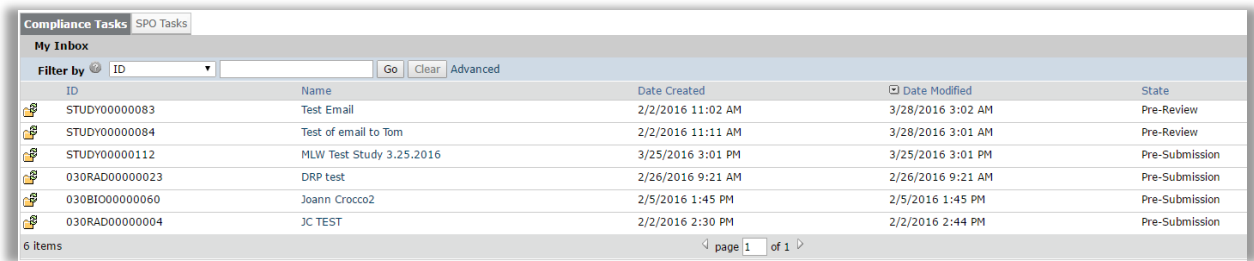 Compliance Tasks SPO Tasks
My Inbox
Filter by ID Go Clear Advanced
ID Name Date Created Date Modified State
STUDY00000083 Test Email 2/2/2016 11:02 AM 3/28/2016 3:02 AM Pre-Review
STUDY00000084 Test of email to Tom 2/2/2016 11:11 AM 3/28/2016 3:01 AM Pre-Review
STUDY00000112 MLW Test Study 3.25.2016 3/25/2016 3:01 PM 3/25/2016 3:01 PM Pre-Submission
030RAD00000023 DRP test 2/26/2016 9:21 AM 2/26/2016 9:21 AM Pre-Submission
030BIO00000060 Joann Crocco2 2/5/2016 1:45 PM 2/5/2016 1:45 PM Pre-Submission
030RAD00000004 JC TEST 2/2/2016 2:30 PM 2/2/2016 2:44 PM Pre-Submission
6 items page 1 of 1